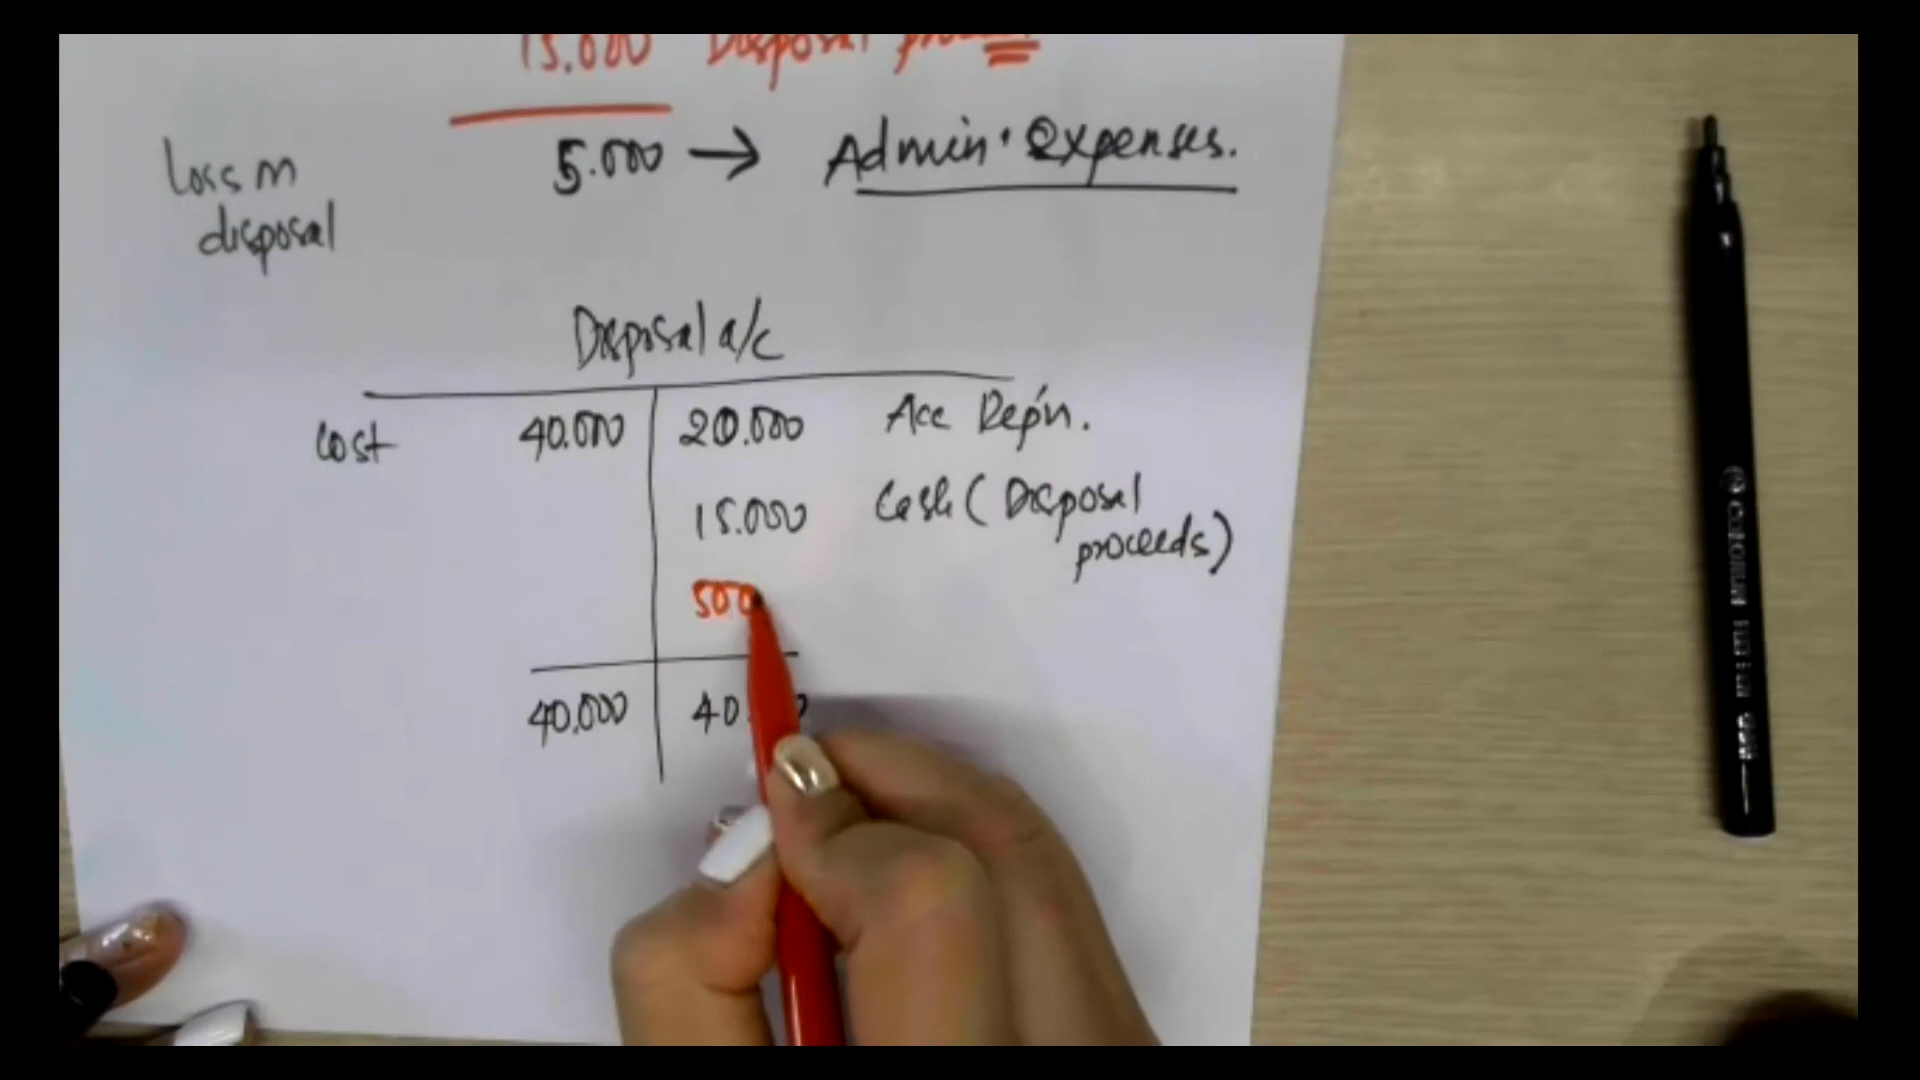 15.000 Disposal
5.000 → Admin. expenses.
Loss on
disposal
Disposal a/c
Cost 40.000 20.000 Acc Dep'n.
15.000 Cash (Disposal
proceeds)
500
40.000 40